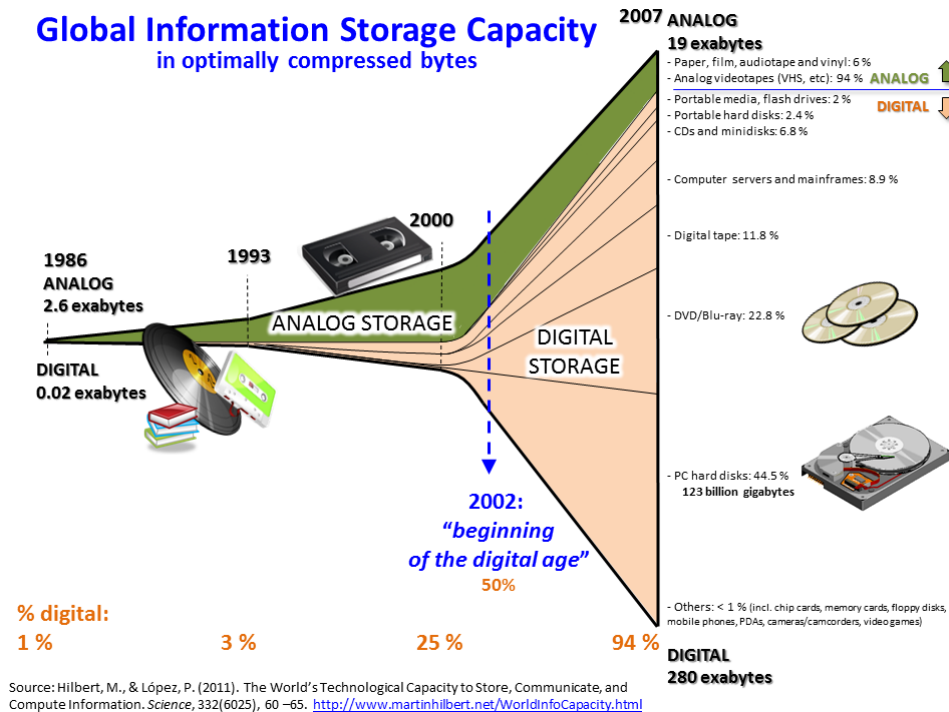 Global Information Storage Capacity
in optimally compressed bytes
2007
ANALOG
19 exabytes
- Paper, film, audiotape and vinyl: 6 %
- Analog videotapes (VHS, etc): 94 %
ANALOG
- Portable media, flash drives: 2 %
DIGITAL
- Portable hard disks: 2.4 %
- CDs and minidisks: 6.8 %
- Computer servers and mainframes: 8.9 %
- Digital tape: 11.8 %
- DVD/Blu-ray: 22.8 %
- PC hard disks: 44.5 %
123 billion gigabytes
- Others: < 1 % (incl. chip cards, memory cards, floppy disks,
mobile phones, PDAs, cameras/camcorders, video games)
DIGITAL
280 exabytes
1986
ANALOG
2.6 exabytes
DIGITAL
0.02 exabytes
1993
2000
ANALOG STORAGE
DIGITAL
STORAGE
2002:
“beginning
of the digital age”
50%
% digital:
1 %
3 %
25 %
94 %
Source: Hilbert, M., & López, P. (2011). The World’s Technological Capacity to Store, Communicate, and
Compute Information. Science, 332(6025), 60 –65. http://www.martinhilbert.net/WorldInfoCapacity.html